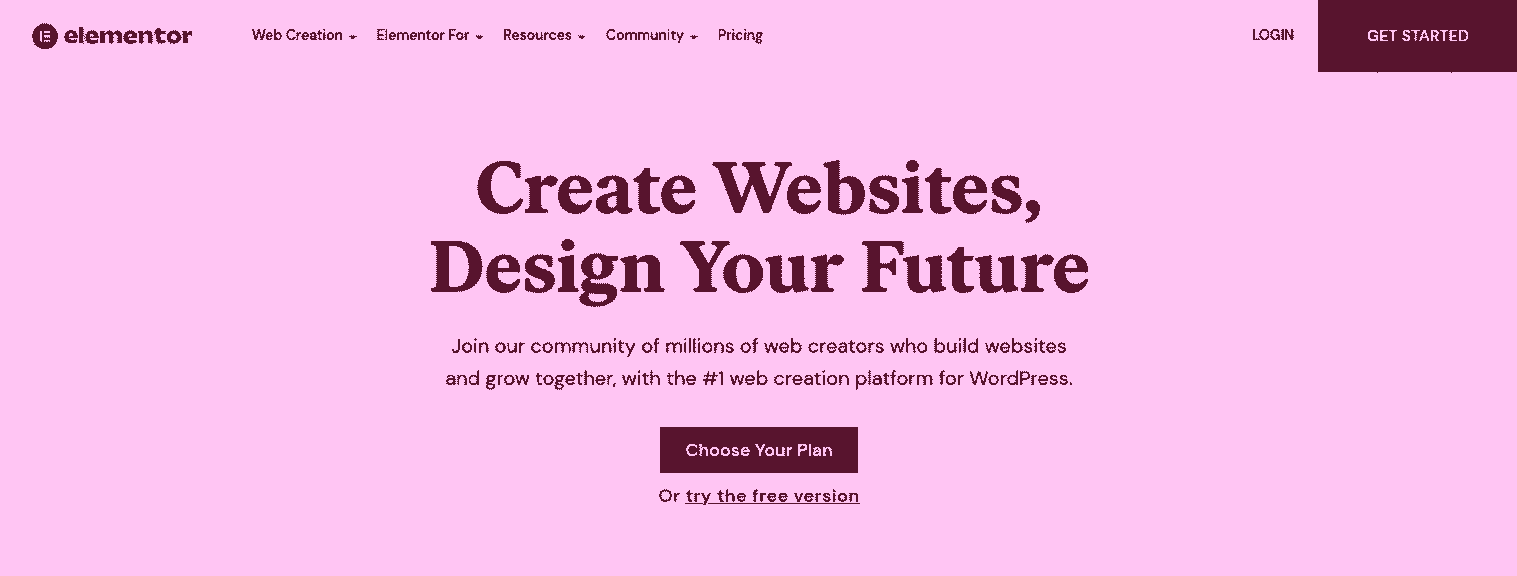 elementor
Web Creation
Elementor For
Resources
Community
Pricing
LOGIN
GET STARTED
Create Websites,
Design Your Future
Join our community of millions of web creators who build websites
and grow together, with the #1 web creation platform for WordPress.
Choose Your Plan
Or try the free version